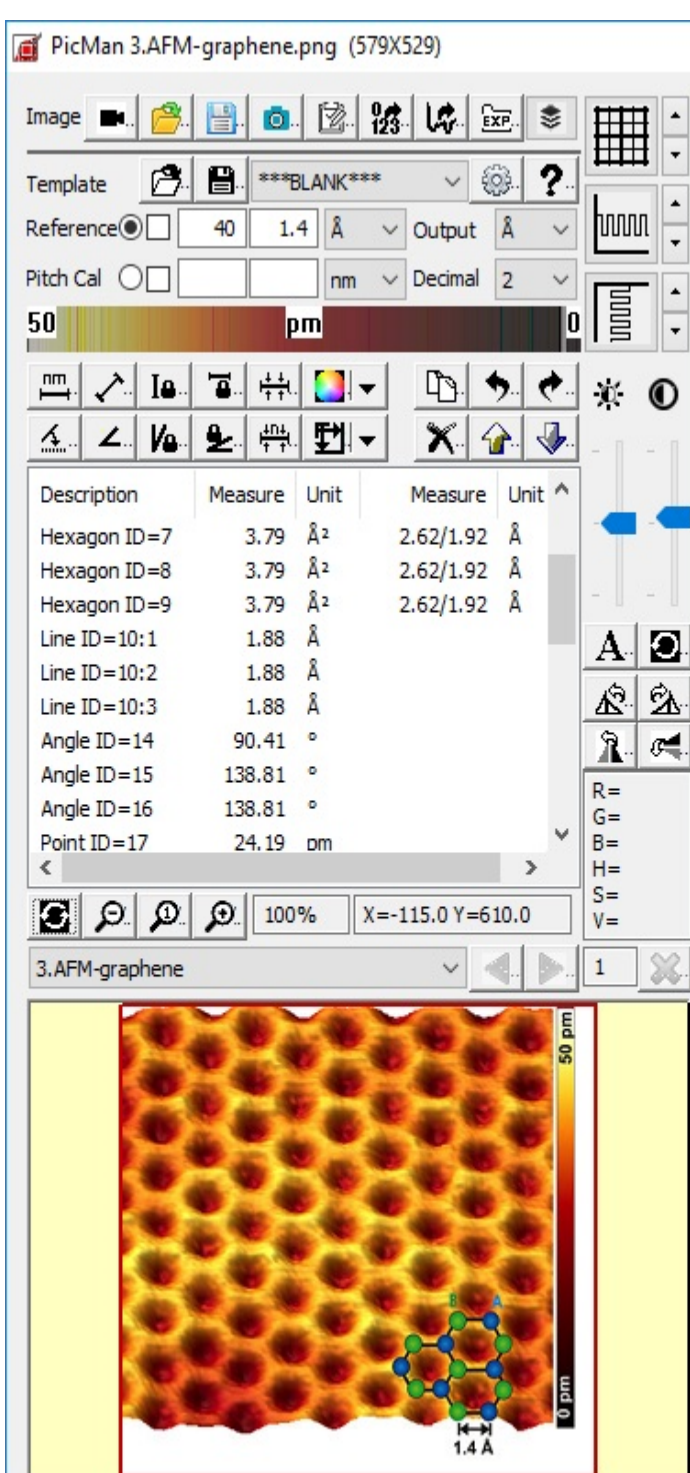 PicMan 3.AFM-graphene.png (579X529)
Image
0 123
EXP
Template ***BLANK*** ?
Reference 40 1.4 Å Output Å
Pitch Cal nm Decimal 2
50 pm 0
nm
Description Measure Unit Measure Unit
Hexagon ID=7 3.79 Å² 2.62/1.92 Å
Hexagon ID=8 3.79 Å² 2.62/1.92 Å
Hexagon ID=9 3.79 Å² 2.62/1.92 Å
Line ID=10:1 1.88 Å
Line ID=10:2 1.88 Å
Line ID=10:3 1.88 Å
Angle ID=14 90.41 °
Angle ID=15 138.81 °
Angle ID=16 138.81 °
Point ID=17 24.19 pm
A
R=
G=
B=
H=
S=
V=
1 100% X=-115.0 Y=610.0
3.AFM-graphene 1
50 pm
B A
0 pm
1.4 Å